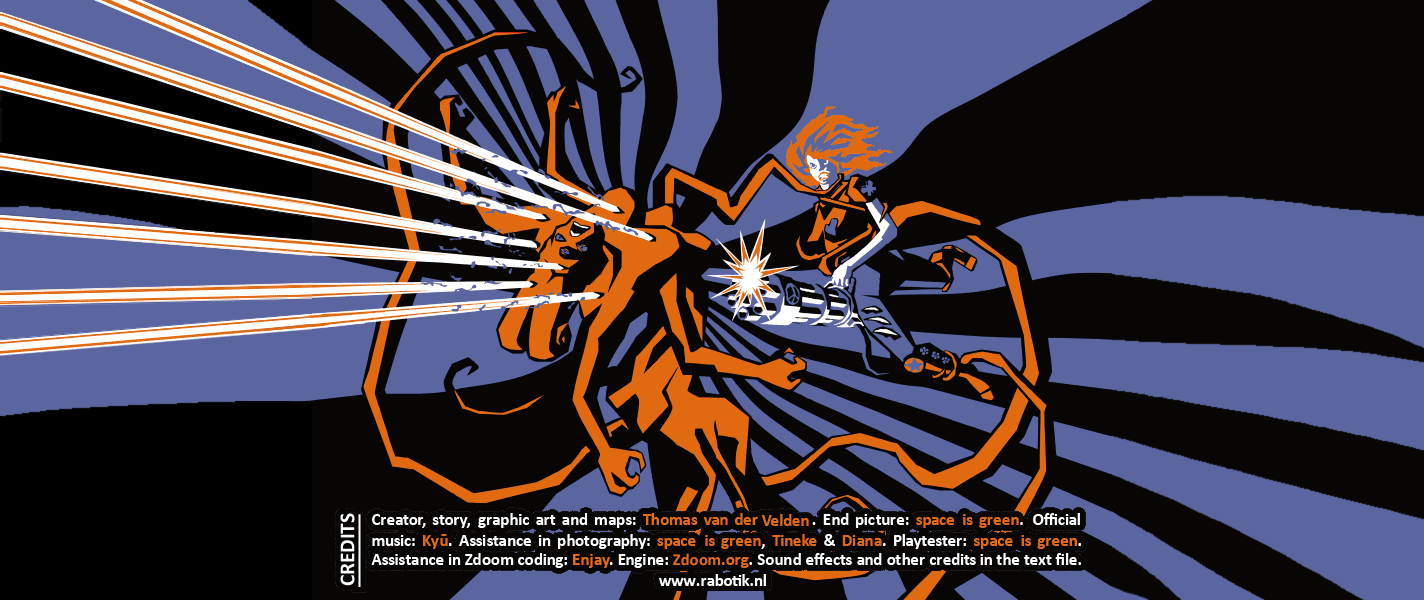 CREDITS
Creator, story, graphic art and maps: Thomas van der Velden. End picture: space is green. Official
music: Kyū. Assistance in photography: space is green, Tineke & Diana. Playtester: space is green.
Assistance in Zdoom coding: Enjay. Engine: Zdoom.org. Sound effects and other credits in the text file.
www.rabotik.nl